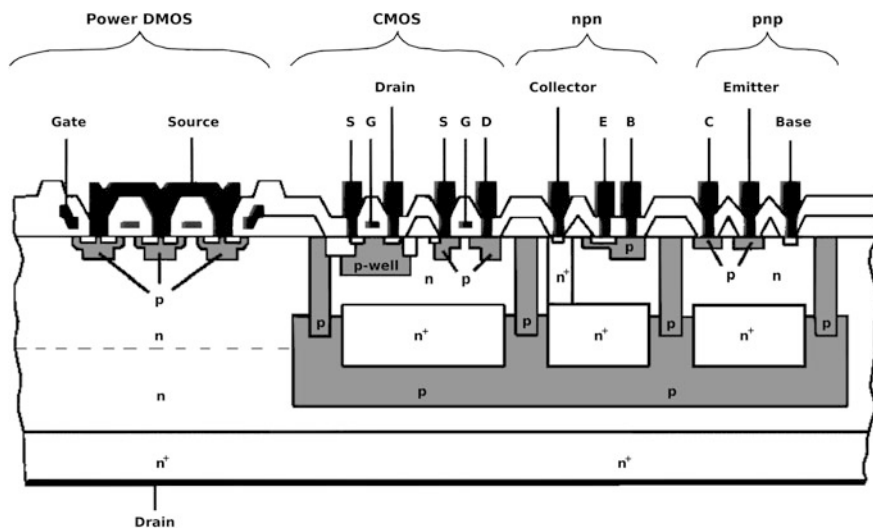 Power DMOS CMOS npn pnp
Drain Collector Emitter
Gate Source S G S G D E B C Base
p
p-well n p n⁺ p n
p
n p n⁺ p n⁺ p n⁺ p
n p p
n⁺ n⁺
Drain